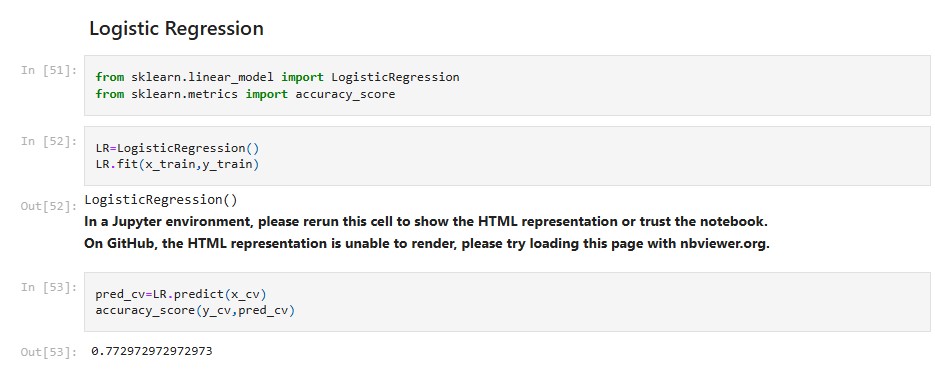 Logistic Regression
In [51]:
from sklearn.linear_model import LogisticRegression
from sklearn.metrics import accuracy_score
In [52]:
LR=LogisticRegression()
LR.fit(x_train,y_train)
Out[52]:
LogisticRegression()
In a Jupyter environment, please rerun this cell to show the HTML representation or trust the notebook.
On GitHub, the HTML representation is unable to render, please try loading this page with nbviewer.org.
In [53]:
pred_cv=LR.predict(x_cv)
accuracy_score(y_cv,pred_cv)
Out[53]:
0.772972972972973